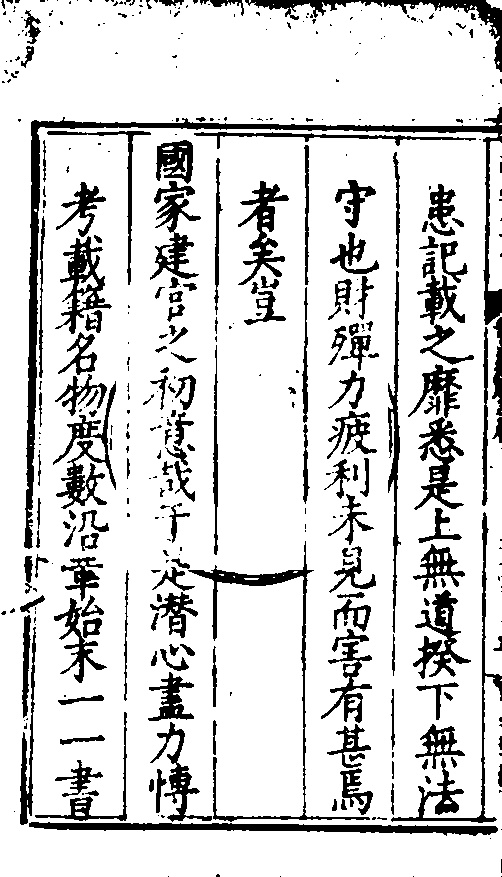 患記載之靡悉是上無道揆下無法
守也財殫力疲利未見而害有甚焉
者矣豈
國家建官之初意哉于是潛心盡力博
考載籍名物度數沿革始末一一書